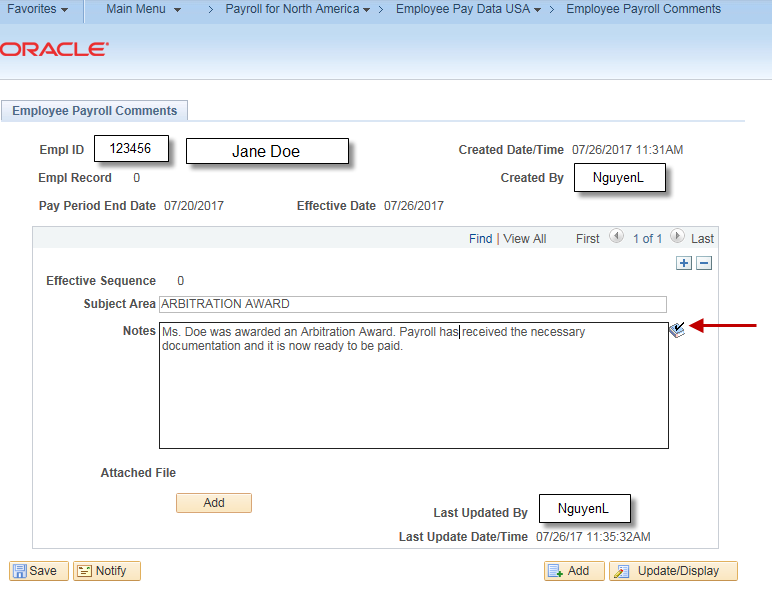 Favorites Main Menu > Payroll for North America > Employee Pay Data USA > Employee Payroll Comments
ORACLE
Employee Payroll Comments
Empl ID 123456 Jane Doe Created Date/Time 07/26/2017 11:31AM
Empl Record 0 Created By NguyenL
Pay Period End Date 07/20/2017 Effective Date 07/26/2017
Find | View All First 1 of 1 Last
Effective Sequence 0
Subject Area ARBITRATION AWARD
Notes Ms. Doe was awarded an Arbitration Award. Payroll has received the necessary
documentation and it is now ready to be paid.
Attached File
Add
Last Updated By NguyenL
Last Update Date/Time 07/26/17 11:35:32AM
Save Notify Add Update/Display